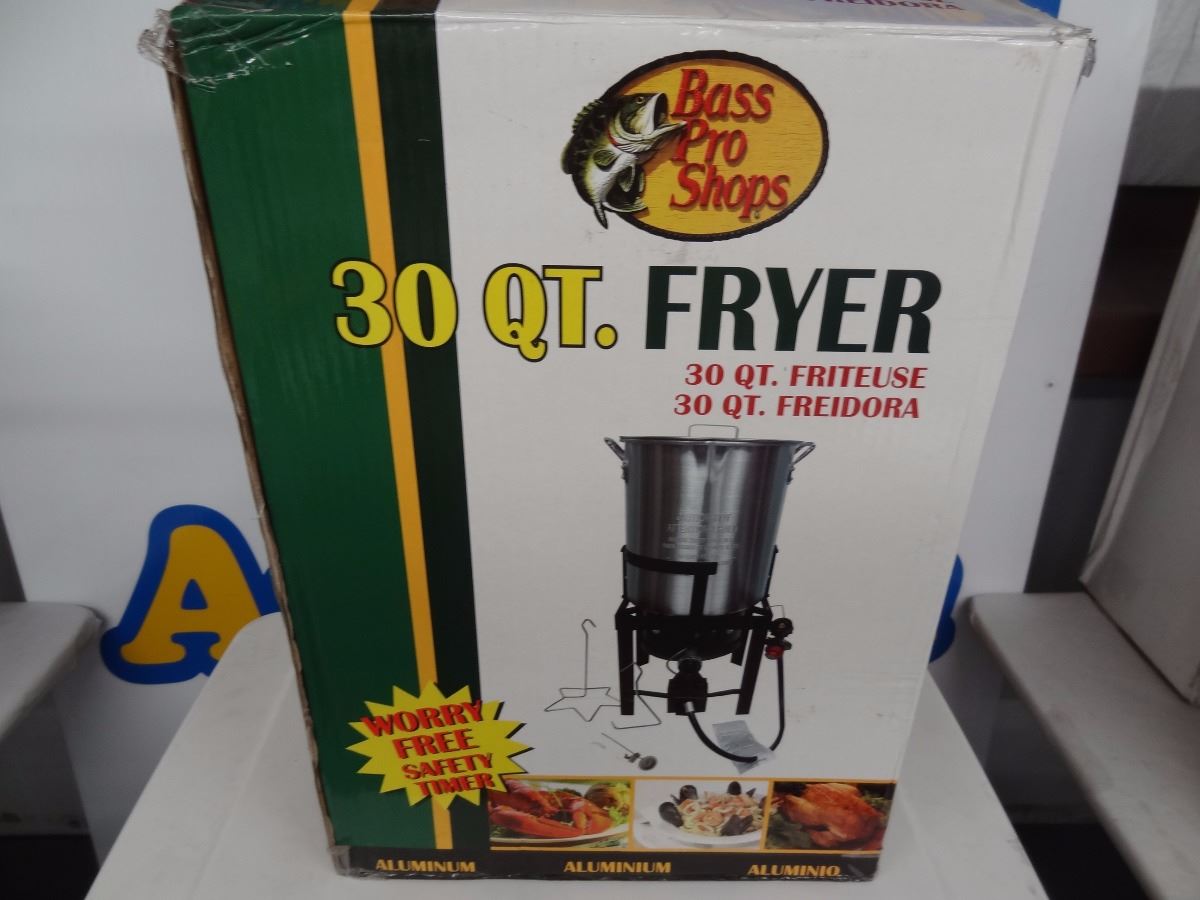 FREIDORA
Bass
Pro
Shops
30 QT. FRYER
30 QT. FRITEUSE
30 QT. FREIDORA
WORRY
FREE
SAFETY
TIMER
ALUMINUM ALUMINIUM ALUMINIO
A